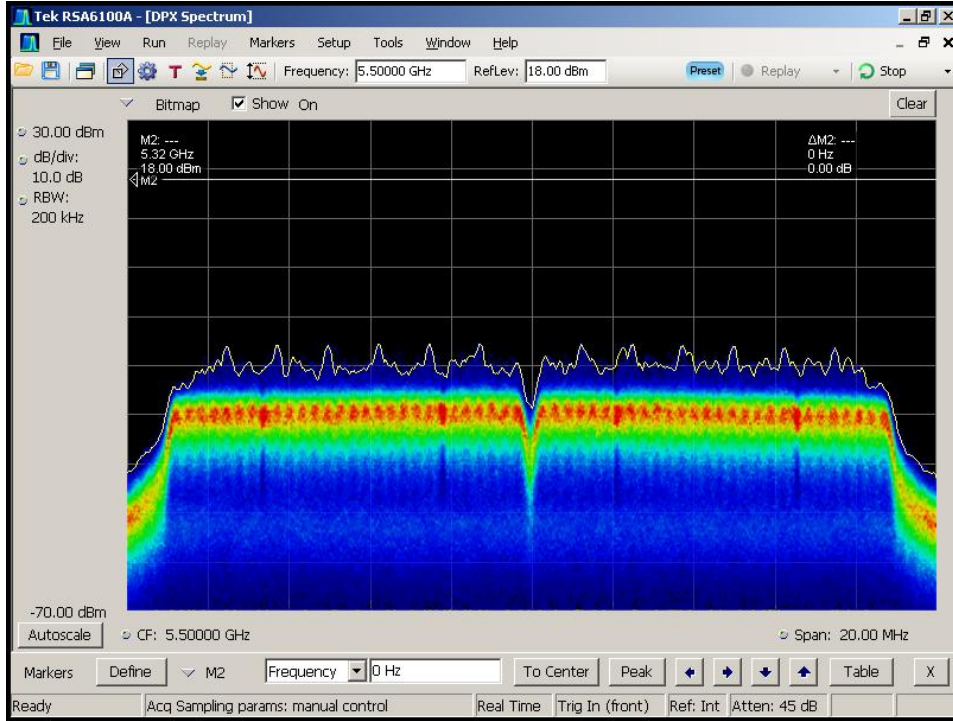 Tek RSA6100A - [DPX Spectrum]
File View Run Replay Markers Setup Tools Window Help
Frequency: 5.50000 GHz RefLev: 18.00 dBm Preset Replay Stop
Bitmap Show On Clear
30.00 dBm
dB/div:
10.0 dB
RBW:
200 kHz
M2: ---
5.32 GHz
18.00 dBm
M2
ΔM2: ---
0 Hz
0.00 dB
-70.00 dBm
Autoscale CF: 5.50000 GHz Span: 20.00 MHz
Markers Define M2 Frequency 0 Hz To Center Peak Table X
Ready Acq Sampling params: manual control Real Time Trig In (front) Ref: Int Atten: 45 dB